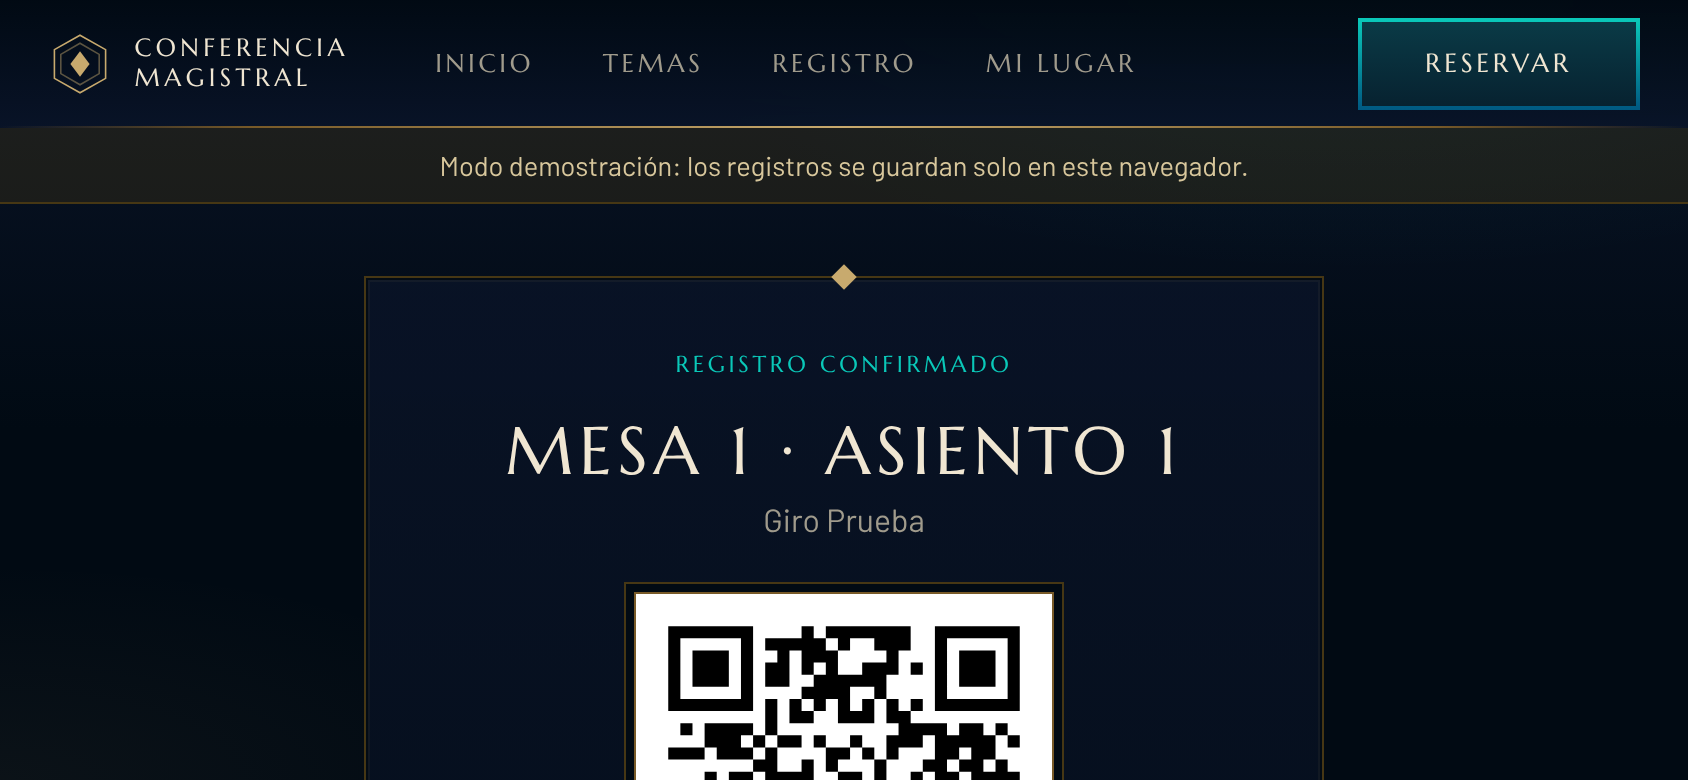 CONFERENCIA
MAGISTRAL
INICIO
TEMAS
REGISTRO
MI LUGAR
RESERVAR
Modo demostración: los registros se guardan solo en este navegador.
REGISTRO CONFIRMADO
MESA 1 · ASIENTO 1
Giro Prueba